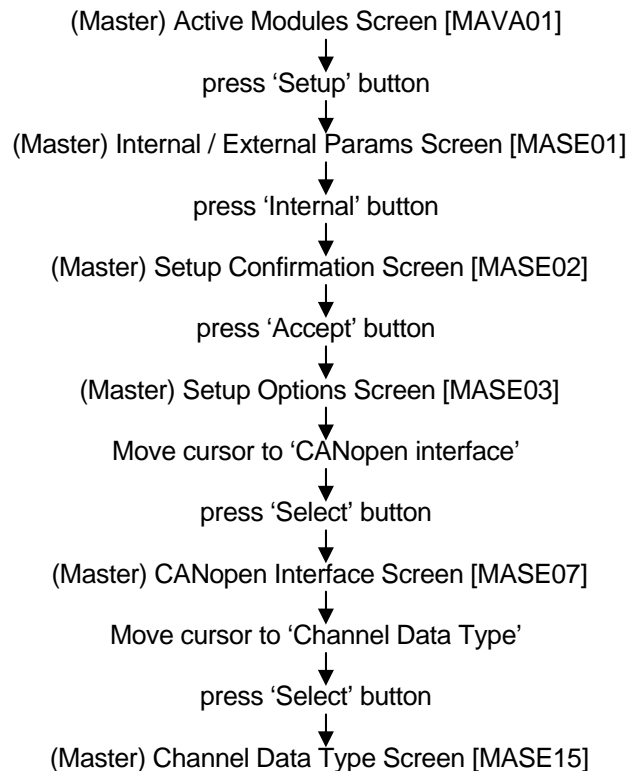 (Master) Active Modules Screen [MAVA01]
press ‘Setup’ button
(Master) Internal / External Params Screen [MASE01]
press ‘Internal’ button
(Master) Setup Confirmation Screen [MASE02]
press ‘Accept’ button
(Master) Setup Options Screen [MASE03]
Move cursor to ‘CANopen interface’
press ‘Select’ button
(Master) CANopen Interface Screen [MASE07]
Move cursor to ‘Channel Data Type’
press ‘Select’ button
(Master) Channel Data Type Screen [MASE15]